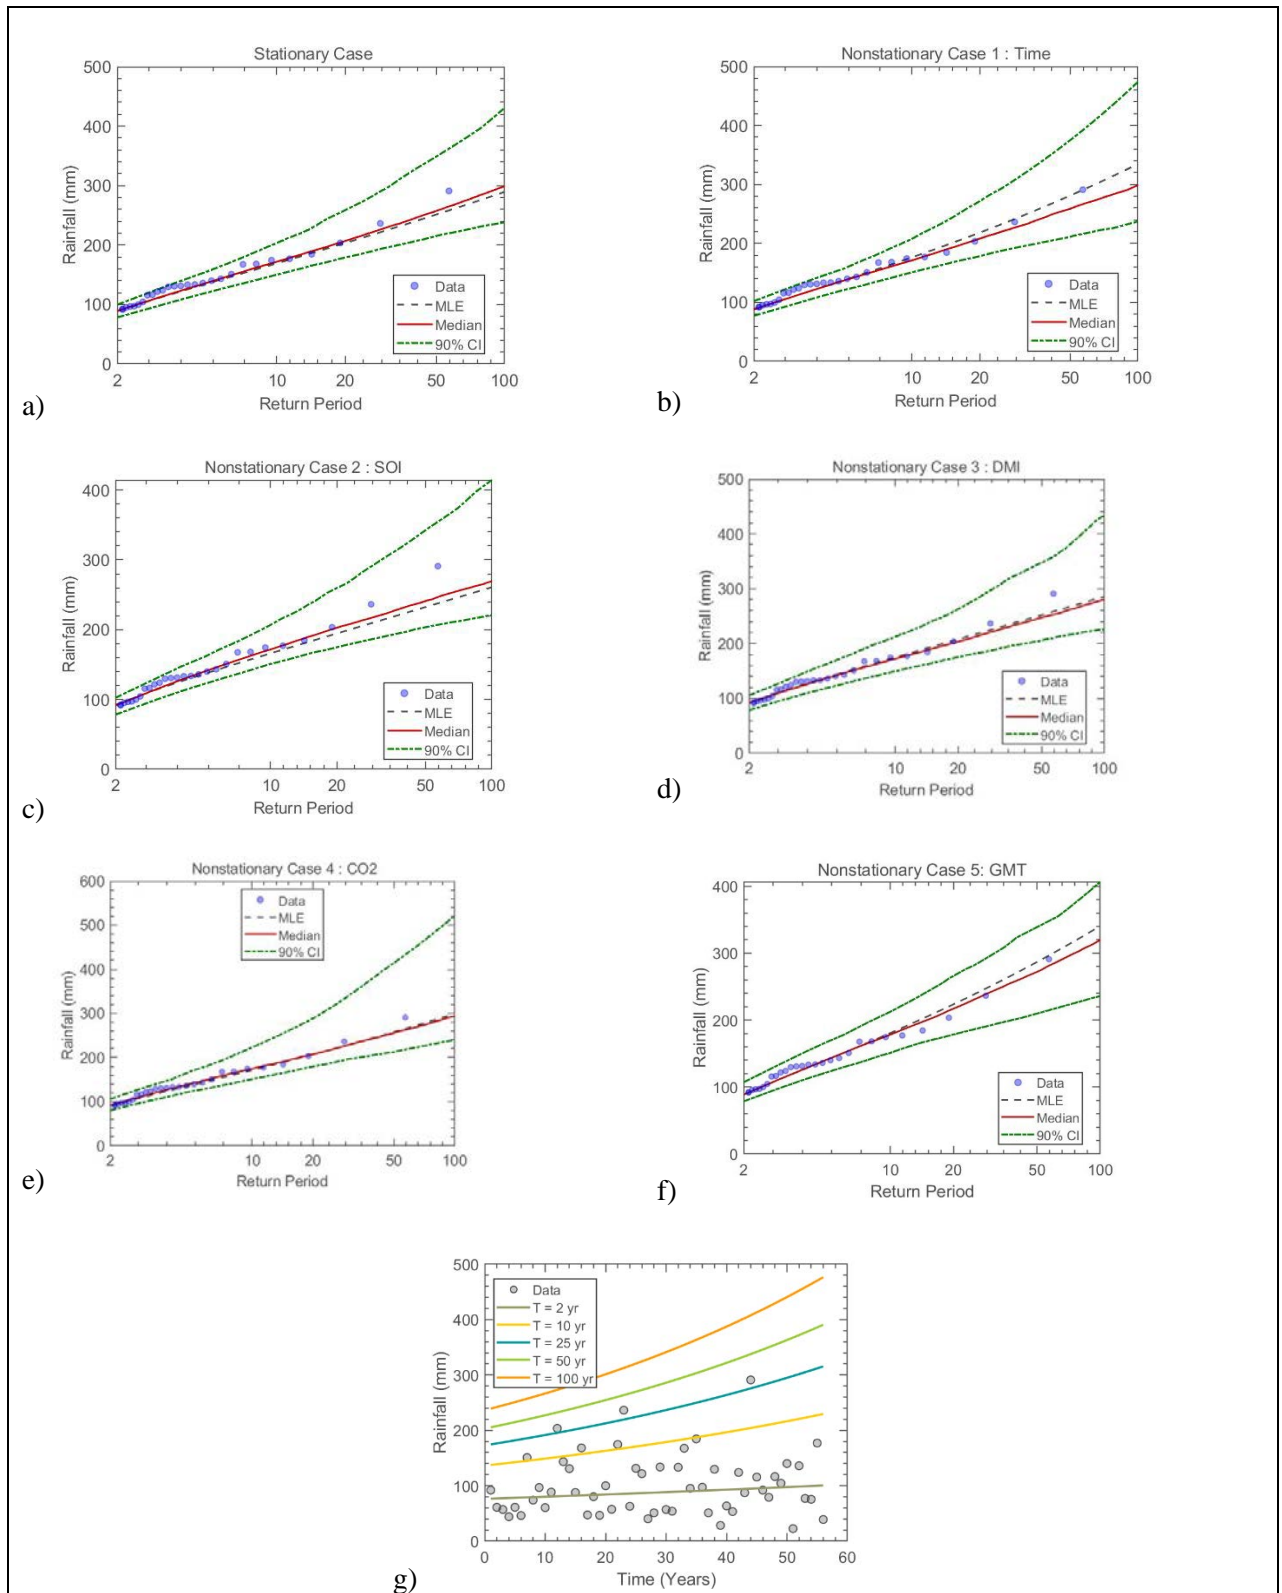 Stationary Case
500
400
300
200
100
0
Rainfall (mm)
Data
MLE
Median
90% CI
2 10 20 50 100
Return Period
a)
Nonstationary Case 1 : Time
500
400
300
200
100
0
Rainfall (mm)
Data
MLE
Median
90% CI
2 10 20 50 100
Return Period
b)
Nonstationary Case 2 : SOI
400
300
200
100
0
Rainfall (mm)
Data
MLE
Median
90% CI
2 10 20 50 100
Return Period
c)
Nonstationary Case 3 : DMI
500
400
300
200
100
0
Rainfall (mm)
Data
MLE
Median
90% CI
2 10 20 50 100
Return Period
d)
Nonstationary Case 4 : CO2
600
500
400
300
200
100
0
Rainfall (mm)
Data
MLE
Median
90% CI
2 10 20 50 100
Return Period
e)
Nonstationary Case 5: GMT
400
300
200
100
0
Rainfall (mm)
Data
MLE
Median
90% CI
2 10 20 50 100
Return Period
f)
500
400
300
200
100
0
Rainfall (mm)
Data
T = 2 yr
T = 10 yr
T = 25 yr
T = 50 yr
T = 100 yr
0 10 20 30 40 50 60
Time (Years)
g)